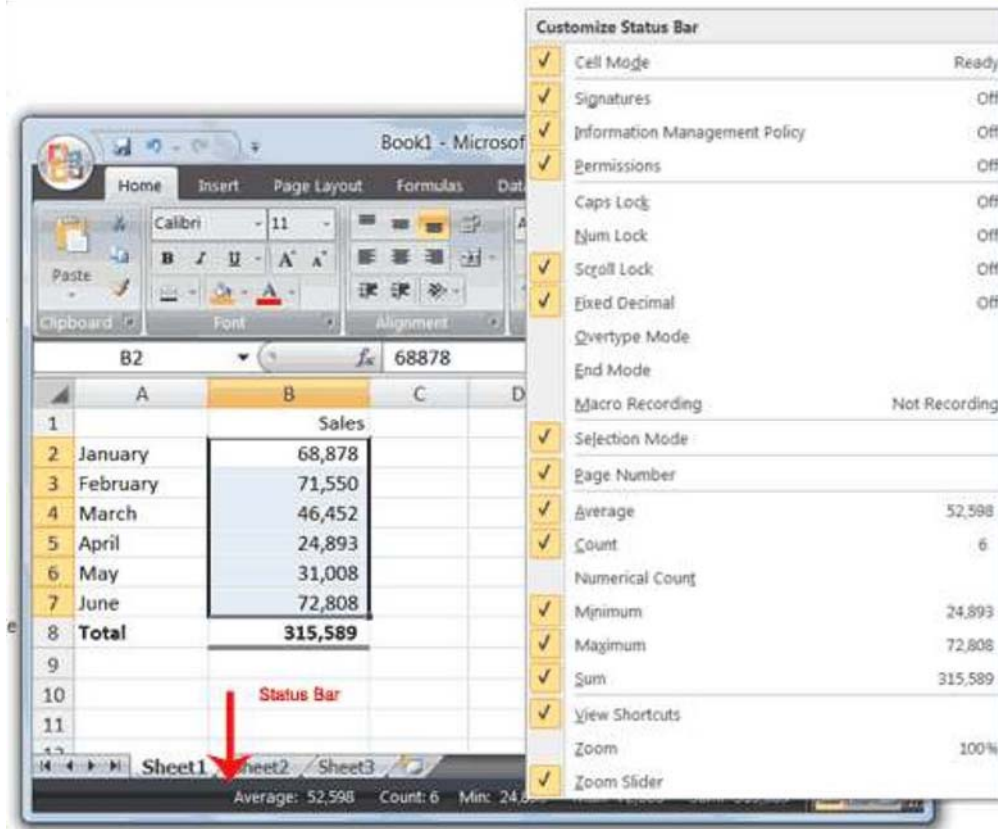 Customize Status Bar
Cell Mode Ready
Signatures Off
Information Management Policy Off
Permissions Off
Caps Lock Off
Num Lock Off
Scroll Lock Off
Fixed Decimal Off
Overtype Mode
End Mode
Macro Recording Not Recording
Selection Mode
Page Number
Average 52,598
Count 6
Numerical Count
Minimum 24,893
Maximum 72,808
Sum 315,589
View Shortcuts
Zoom 100%
Zoom Slider
Book1 - Microsof
Home Insert Page Layout Formulas Dat
Calibri 11
B I U A A
A
Paste
Clipboard Font Alignment
B2 fx 68878
A B C D
1 Sales
2 January 68,878
3 February 71,550
4 March 46,452
5 April 24,893
6 May 31,008
7 June 72,808
8 Total 315,589
9
10 Status Bar
11
Sheet1 Sheet2 Sheet3
Average: 52,598 Count: 6 Min: 24,8
e